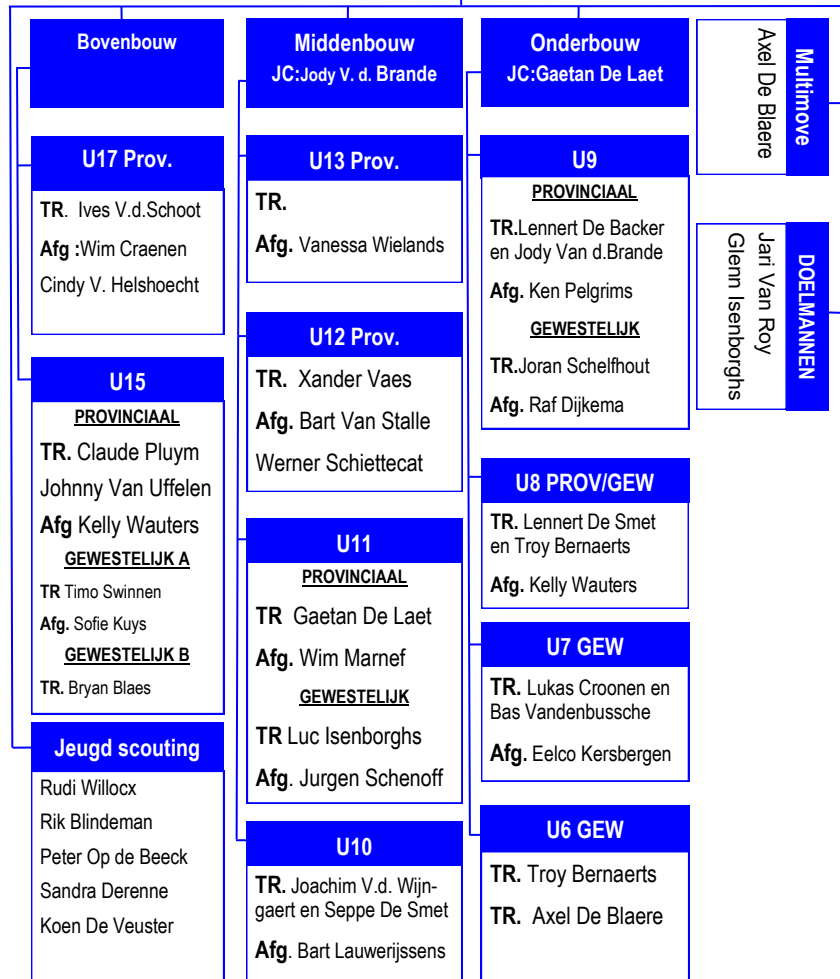 Bovenbouw
U17 Prov.
TR. Ives V.d.Schoot
Afg :Wim Craenen
Cindy V. Helshoecht
U15
PROVINCIAAL
TR. Claude Pluym
Johnny Van Uffelen
Afg Kelly Wauters
GEWESTELIJK A
TR Timo Swinnen
Afg. Sofie Kuys
GEWESTELIJK B
TR. Bryan Blaes
Jeugd scouting
Rudi Willocx
Rik Blindeman
Peter Op de Beeck
Sandra Derenne
Koen De Veuster
Middenbouw
JC:Jody V. d. Brande
U13 Prov.
TR.
Afg. Vanessa Wielands
U12 Prov.
TR. Xander Vaes
Afg. Bart Van Stalle
Werner Schiettecat
U11
PROVINCIAAL
TR Gaetan De Laet
Afg. Wim Marnef
GEWESTELIJK
TR Luc Isenborghs
Afg. Jurgen Schenoff
U10
TR. Joachim V.d. Wijn-
gaert en Seppe De Smet
Afg. Bart Lauwerijssens
Onderbouw
JC:Gaetan De Laet
U9
PROVINCIAAL
TR.Lennert De Backer
en Jody Van d.Brande
Afg. Ken Pelgrims
GEWESTELIJK
TR.Joran Schelfhout
Afg. Raf Dijkema
U8 PROV/GEW
TR. Lennert De Smet
en Troy Bernaerts
Afg. Kelly Wauters
U7 GEW
TR. Lukas Croonen en
Bas Vandenbussche
Afg. Eelco Kersbergen
U6 GEW
TR. Troy Bernaerts
TR. Axel De Blaere
Multimove
Axel De Blaere
DOELMANNEN
Jari Van Roy
Glenn Isenborghs